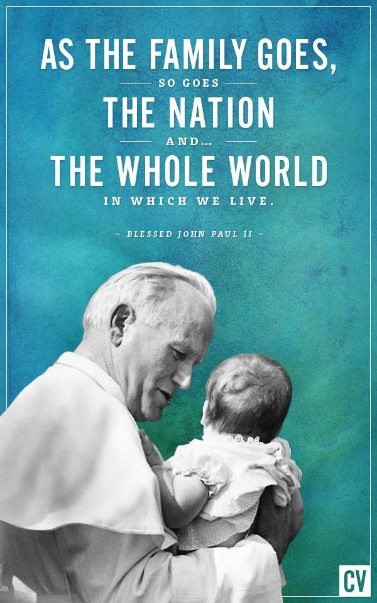 AS THE FAMILY GOES,
SO GOES
THE NATION
AND...
THE WHOLE WORLD
IN WHICH WE LIVE.
– BLESSED JOHN PAUL II –
CV